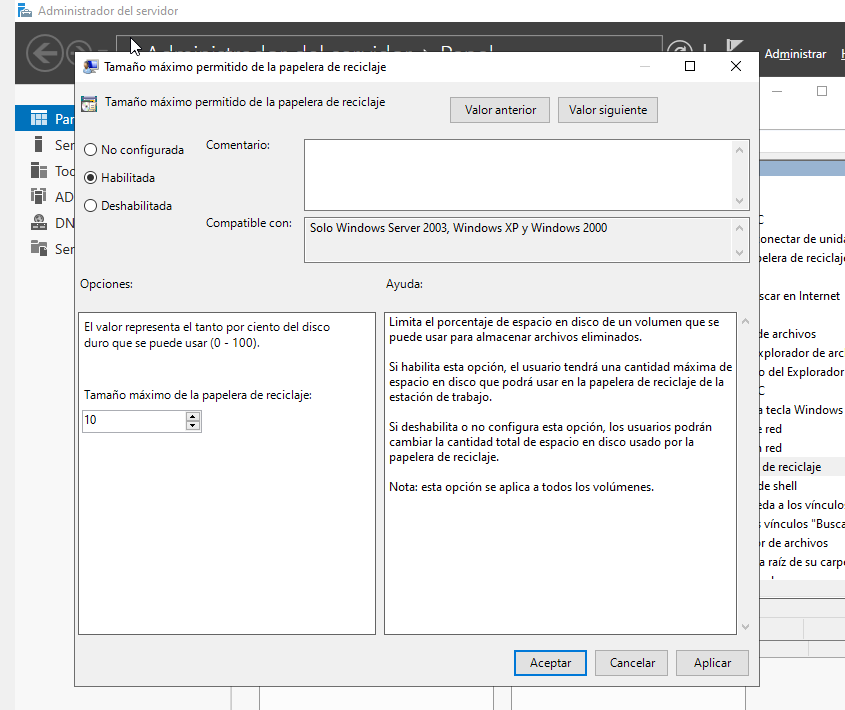 Administrador del servidor
Tamaño máximo permitido de la papelera de reciclaje
Administrar
Tamaño máximo permitido de la papelera de reciclaje
Valor anterior
Valor siguiente
No configurada
Habilitada
Deshabilitada
Comentario:
Compatible con:
Solo Windows Server 2003, Windows XP y Windows 2000
Opciones:
Ayuda:
El valor representa el tanto por ciento del disco
duro que se puede usar (0 - 100).
Tamaño máximo de la papelera de reciclaje:
10
Limita el porcentaje de espacio en disco de un volumen que se
puede usar para almacenar archivos eliminados.
Si habilita esta opción, el usuario tendrá una cantidad máxima de
espacio en disco que podrá usar en la papelera de reciclaje de la
estación de trabajo.
Si deshabilita o no configura esta opción, los usuarios podrán
cambiar la cantidad total de espacio en disco usado por la
papelera de reciclaje.
Nota: esta opción se aplica a todos los volúmenes.
Aceptar
Cancelar
Aplicar
Par
Ser
Tod
AD
DN
Ser
C
onectar de unida
pelera de reciclaje
scar en Internet
de archivos
xplorador de arc
o del Explorador
C
a tecla Windows
e red
n red
de reciclaje
de shell
eda a los vínculos
s vínculos "Busca
or de archivos
a raíz de su carpe